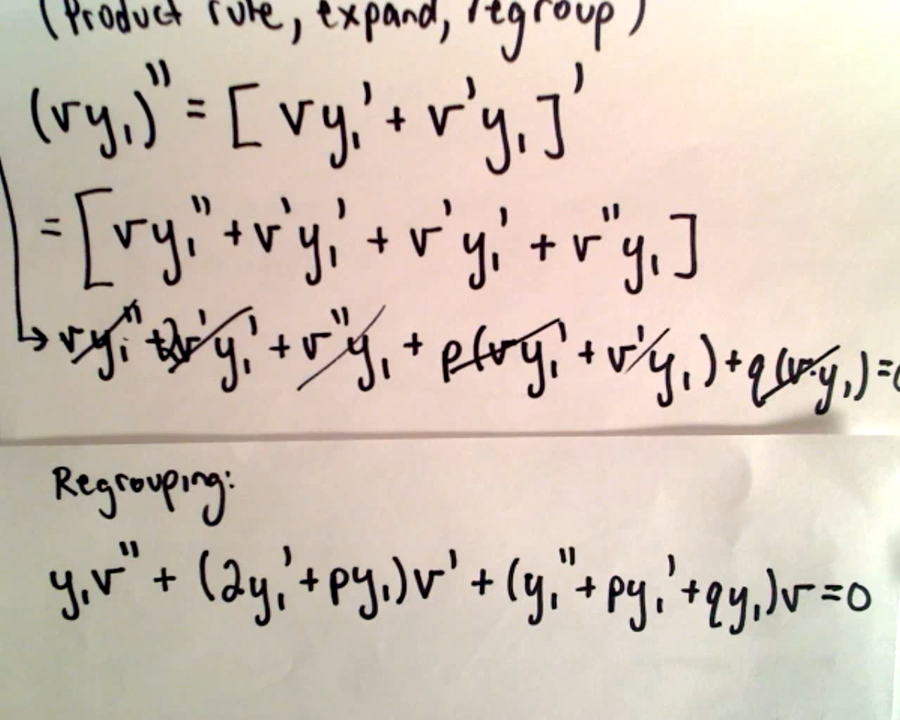 (Product rule, expand, regroup)
(vy₁)" = [vy₁' + v'y₁]'
= [vy₁" + v'y₁' + v'y₁' + v"y₁]
vy₁" + 2v'y₁' + v"y₁ + p(vy₁' + v'y₁) + q(vy₁) = 0
Regrouping:
y₁v" + (2y₁' + py₁)v' + (y₁" + py₁' + qy₁)v = 0